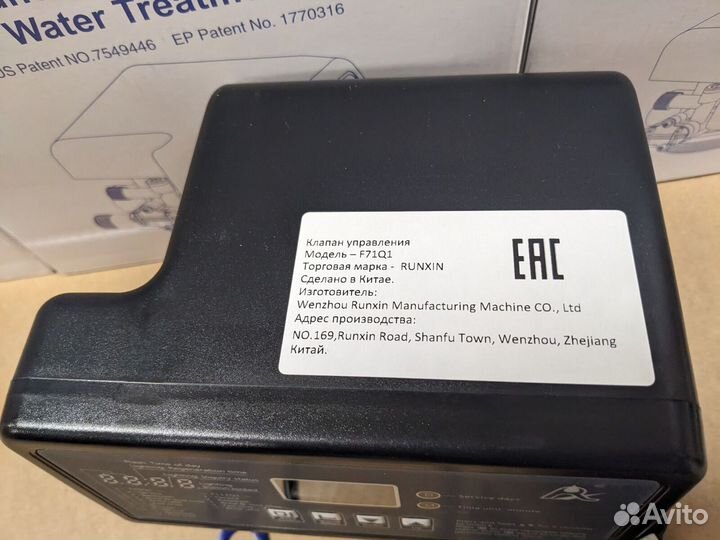 Water Treatm
US Patent NO.7549446 EP Patent No. 1770316
Клапан управления
Модель – F71Q1
Торговая марка - RUNXIN
Сделано в Китае.
Изготовитель:
Wenzhou Runxin Manufacturing Machine CO., Ltd
Адрес производства:
NO.169,Runxin Road, Shanfu Town, Wenzhou, Zhejiang
Китай.
EAC
Service days
Avito